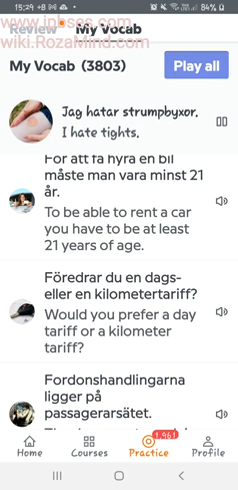 15:29 +B 84%
www.inbses.com
Review My Vocab
wiki.RozaMind.com
My Vocab (3803) Play all
Jag hatar strumpbyxor.
I hate tights.
För att få hyra en bil
måste man vara minst 21
år.
To be able to rent a car
you have to be at least
21 years of age.
Föredrar du en dags-
eller en kilometertariff?
Would you prefer a day
tariff or a kilometer
tariff?
Fordonshandlingarna
ligger på
passagerarsätet.
1,961
Home Courses Practice Profile